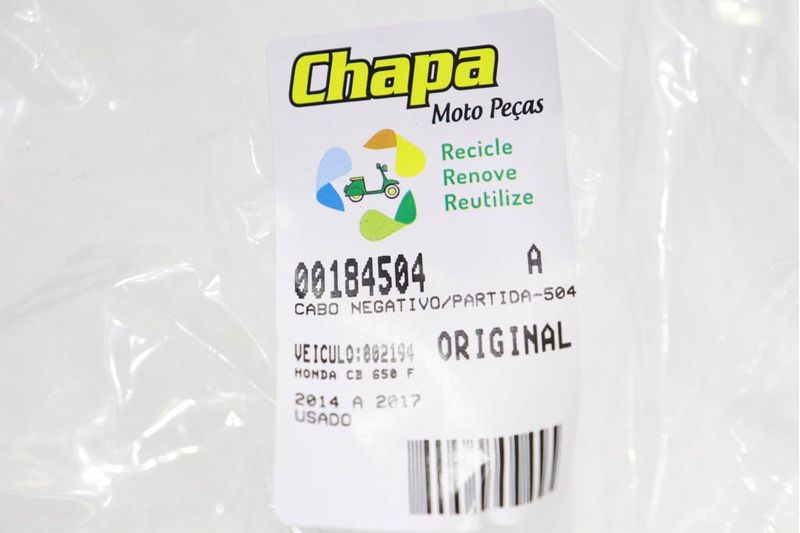 Chapa
Moto Peças
Recicle
Renove
Reutilize
00184504 A
CABO NEGATIVO/PARTIDA-504
VEICULO:002194 ORIGINAL
HONDA CB 650 F
2014 A 2017
USADO